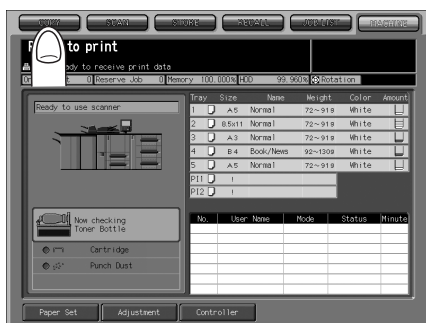 COPY SCAN STORE RECALL JOB LIST MACHINE
to print
to receive print data
0 Reserve Job 0 Memory 100.000% HDD 99.960% Rotation
Ready to use scanner
Tray Size Name Weight Color Amount
1 A5 Normal 72~91g White
2 8.5x11 Normal 72~91g White
3 A3 Normal 72~91g White
4 B4 Book/News 92~130g White
5 A5 Normal 72~91g White
PI1
PI2
No. User Name Mode Status Minute
Now checking
Toner Bottle
Cartridge
Punch Dust
Paper Set Adjustment Controller